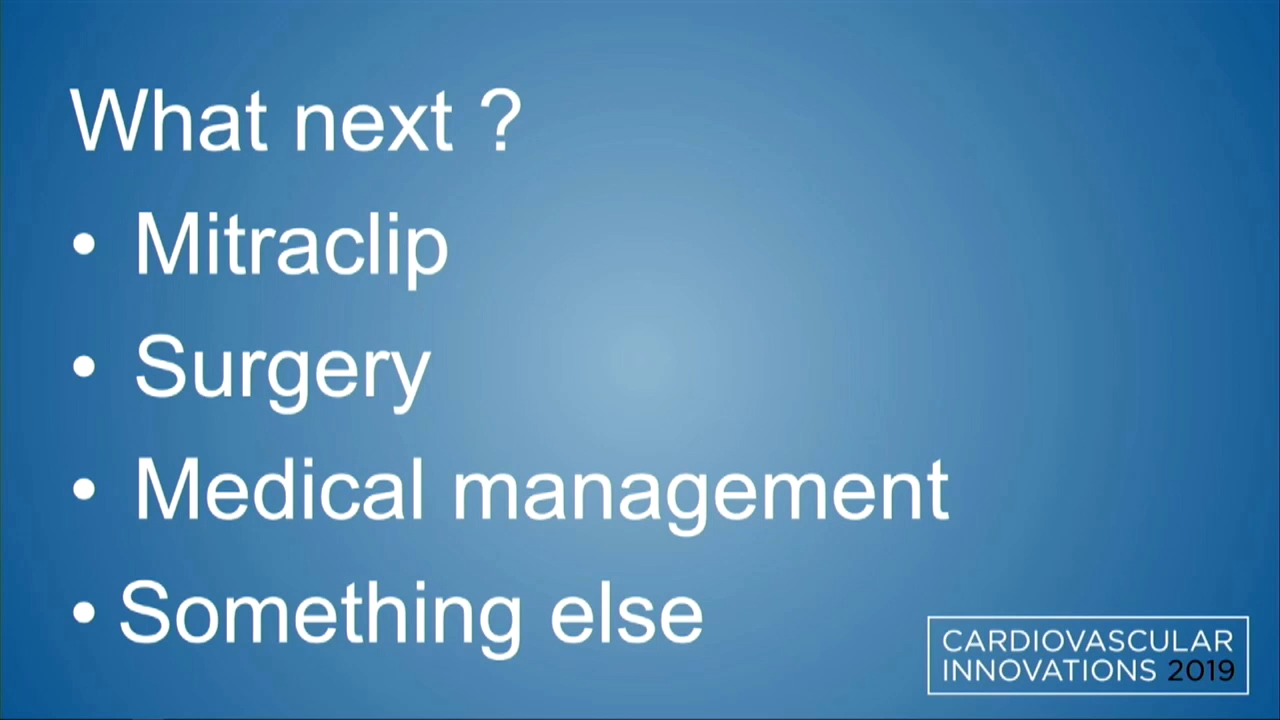 What next ?
• Mitraclip
• Surgery
• Medical management
• Something else
CARDIOVASCULAR
INNOVATIONS 2019